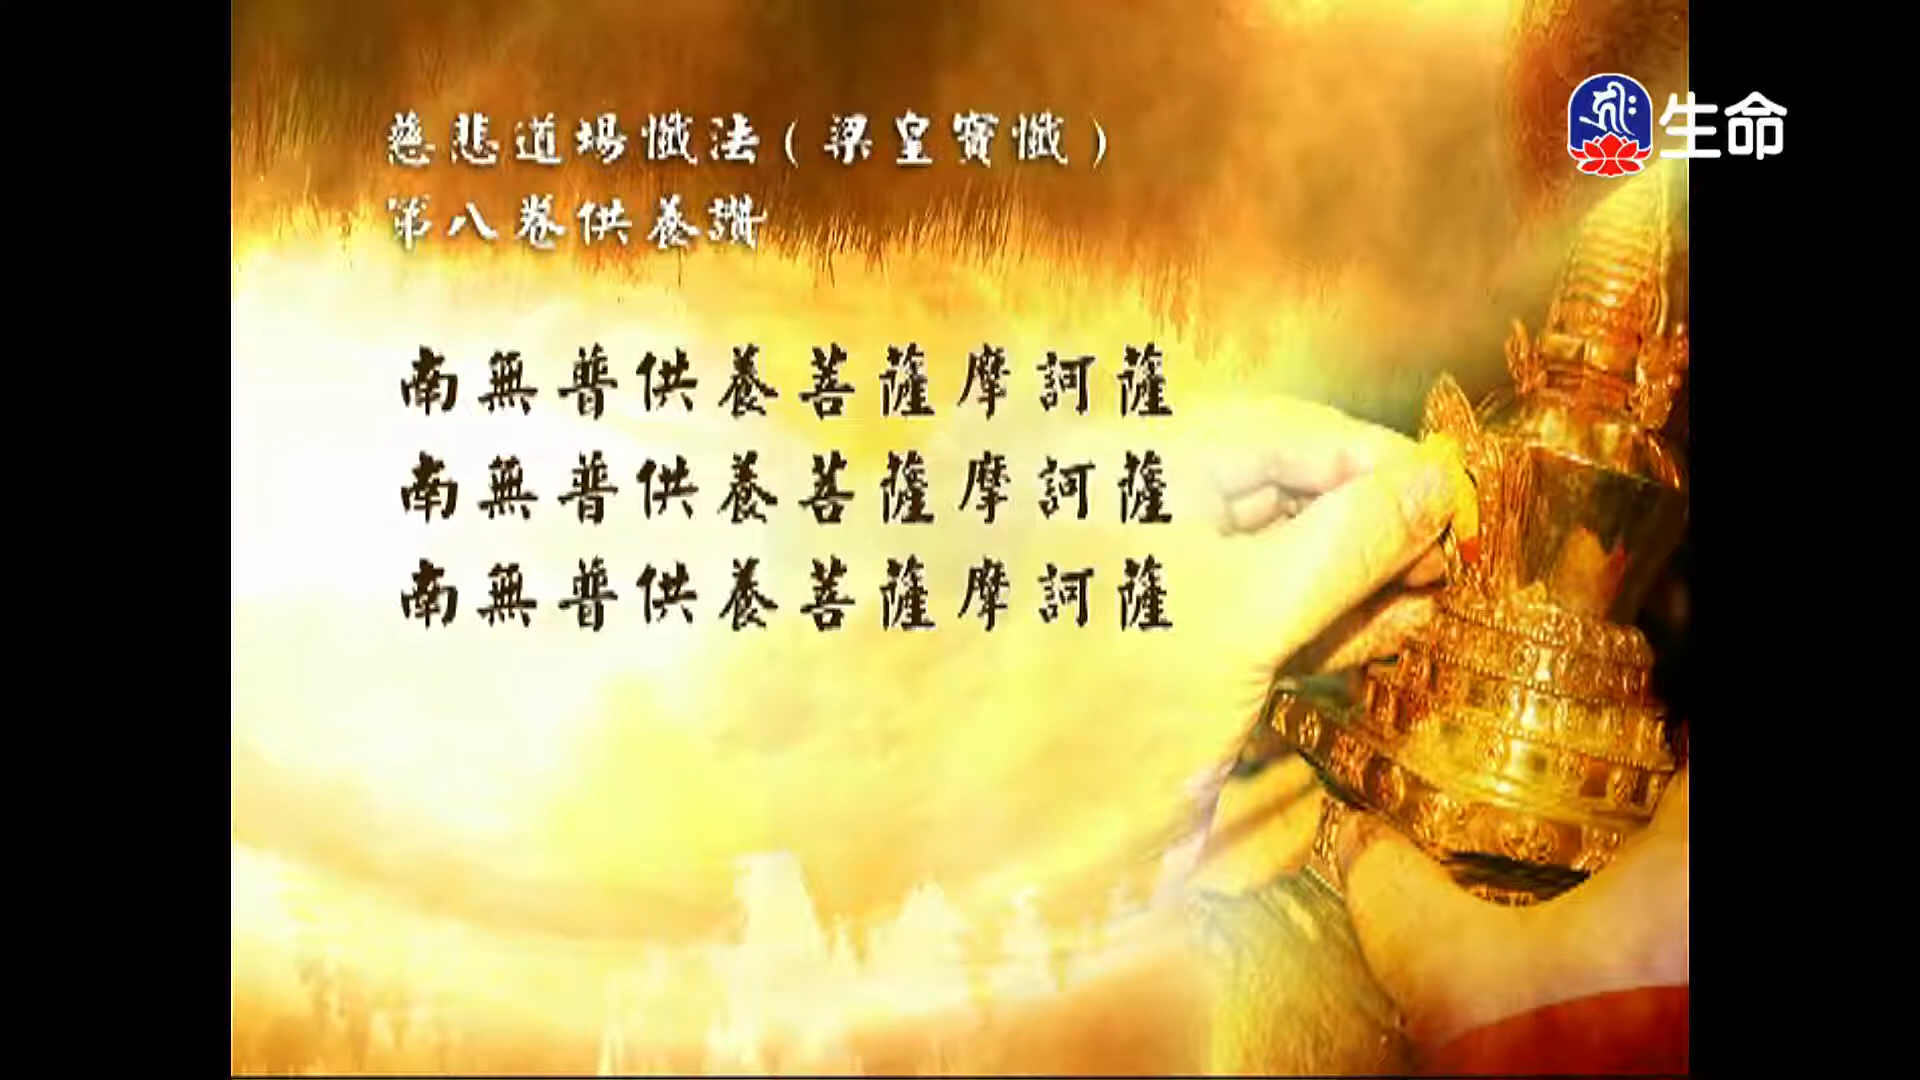 慈悲道場懺法(梁皇寶懺)
第八卷供養讚
生命
南無普供養菩薩摩訶薩
南無普供養菩薩摩訶薩
南無普供養菩薩摩訶薩